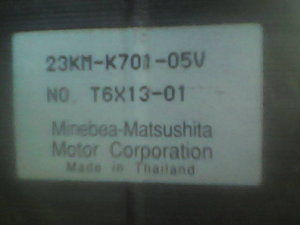 23KM-K701-05V
NO. T6X13-01
Minebea-Matsushita
Motor Corporation
Made in Thailand